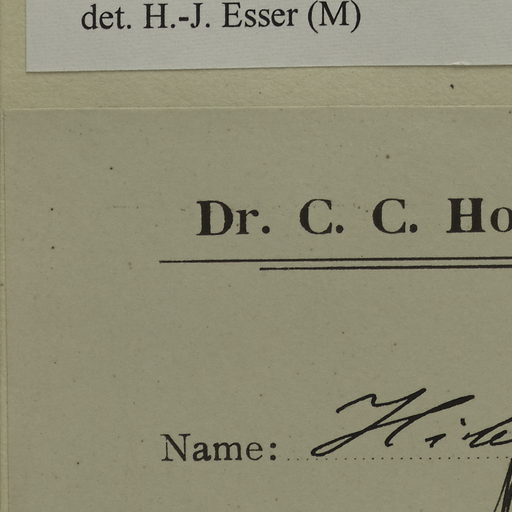 det. H.-J. Esser (M)
Dr. C. C. Ho
Name: